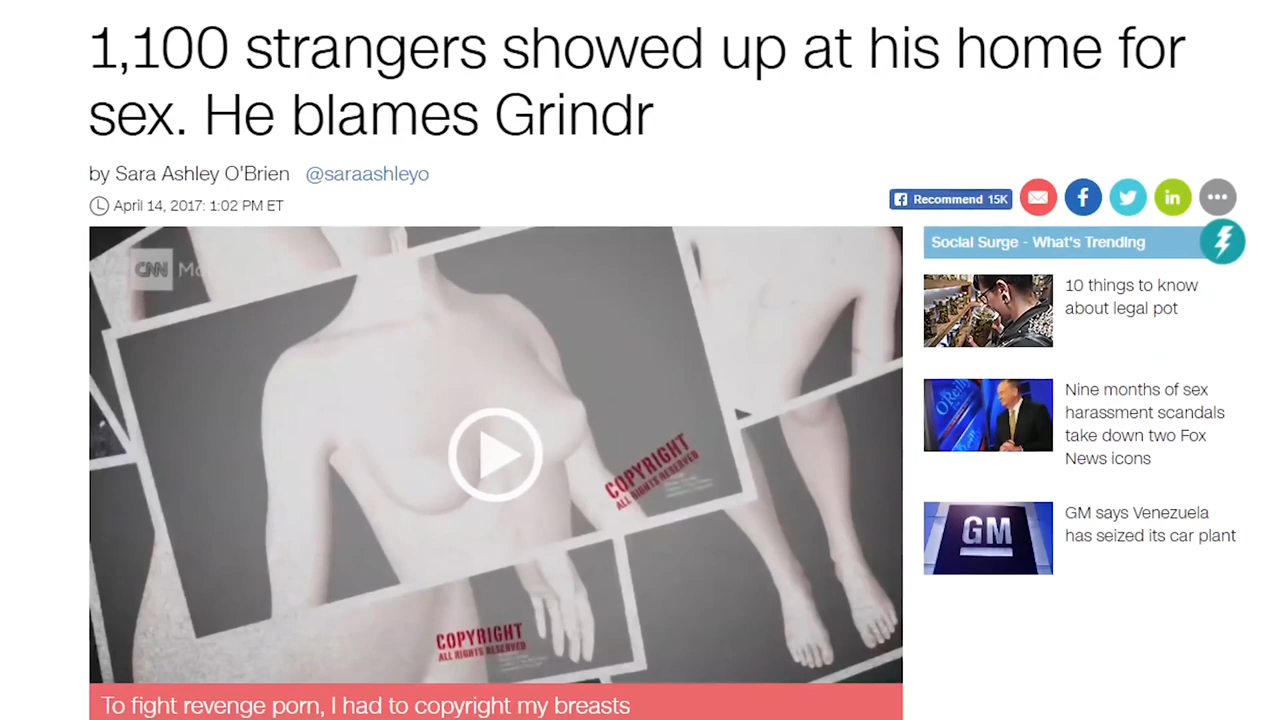 1,100 strangers showed up at his home for
sex. He blames Grindr
by Sara Ashley O'Brien @saraashleyo
April 14, 2017: 1:02 PM ET
Recommend 15K
Social Surge - What's Trending
10 things to know
about legal pot
Nine months of sex
harassment scandals
take down two Fox
News icons
GM says Venezuela
has seized its car plant
CNN Mo
COPYRIGHT
ALL RIGHTS RESERVED
COPYRIGHT
ALL RIGHTS RESERVED
O'Reilly
GM
in
To fight revenge porn, I had to copyright my breasts